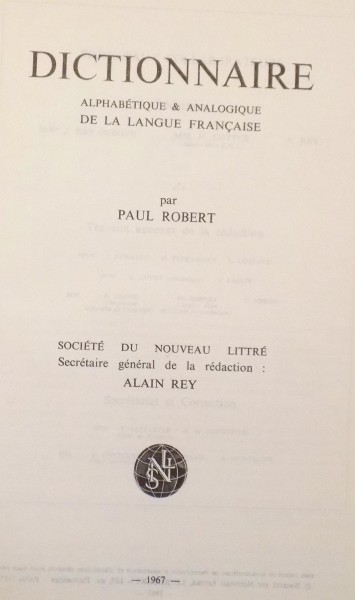 DICTIONNAIRE
ALPHABÉTIQUE & ANALOGIQUE
DE LA LANGUE FRANÇAISE
par
PAUL ROBERT
SOCIÉTÉ DU NOUVEAU LITTRÉ
Secrétaire général de la rédaction :
ALAIN REY
SNL
— 1967 —